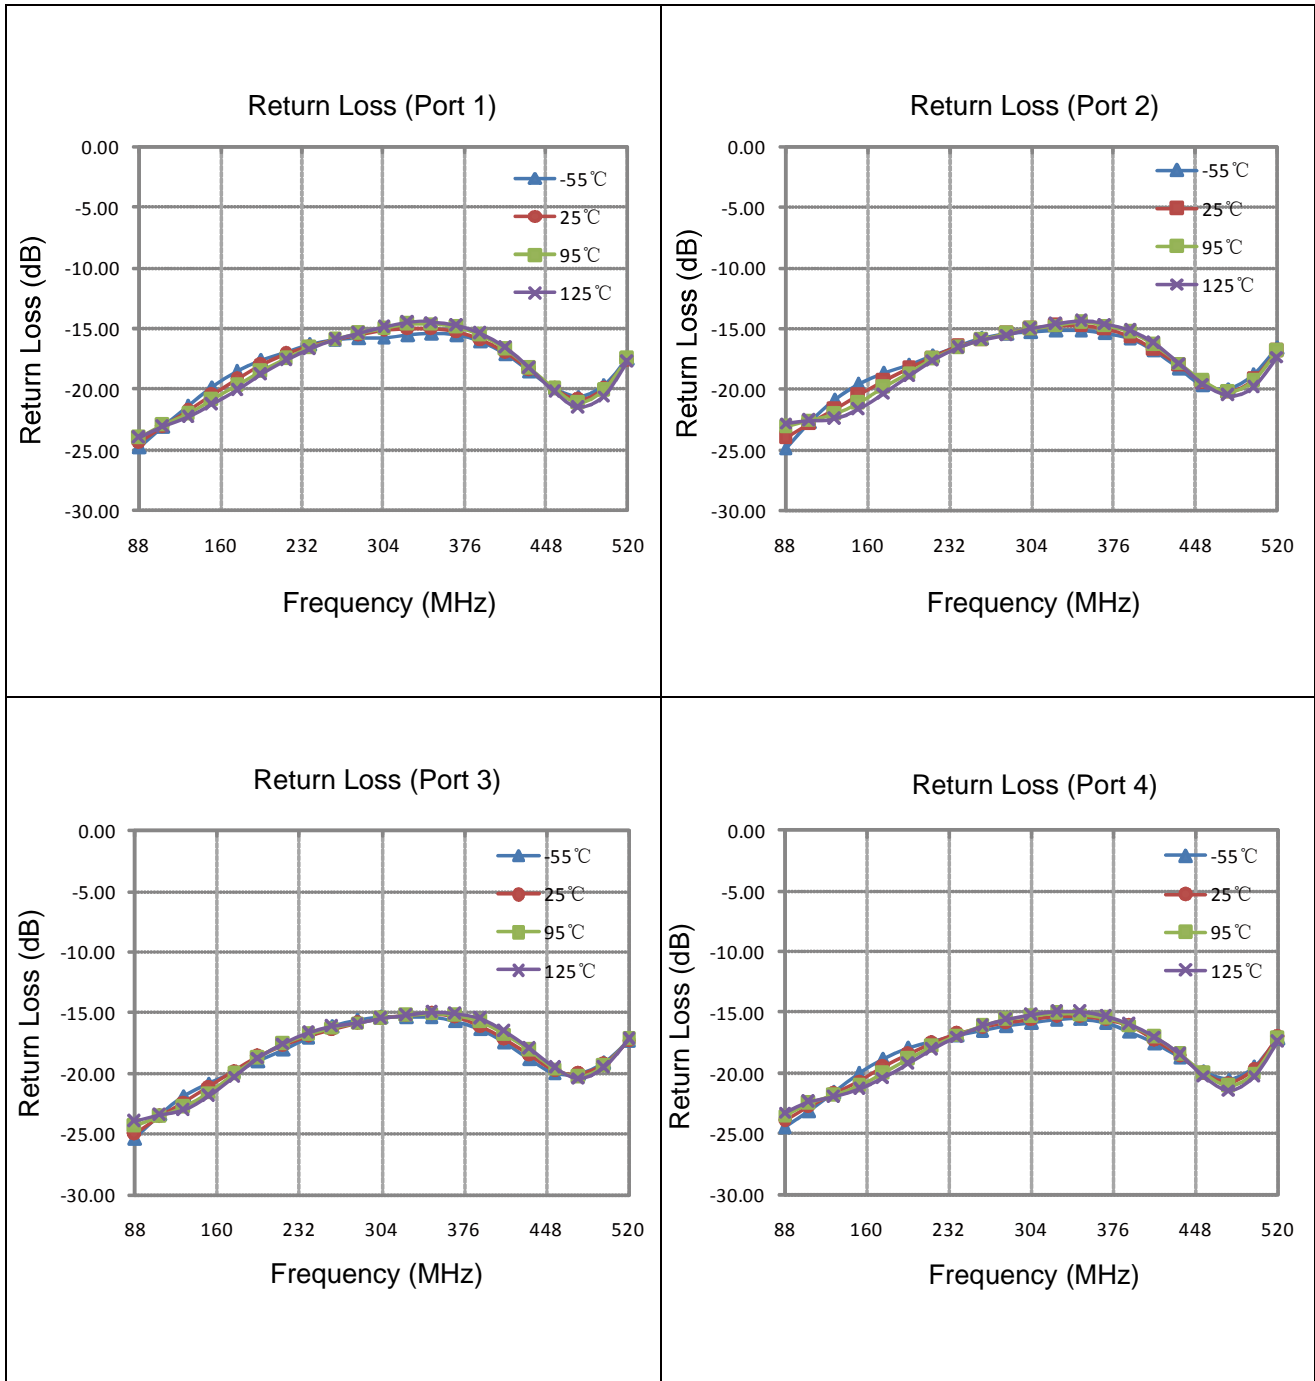 Return Loss (Port 1)
Return Loss (dB)
0.00
-5.00
-10.00
-15.00
-20.00
-25.00
-30.00
-55℃
25℃
95℃
125℃
88 160 232 304 376 448 520
Frequency (MHz)
Return Loss (Port 2)
Return Loss (dB)
0.00
-5.00
-10.00
-15.00
-20.00
-25.00
-30.00
-55℃
25℃
95℃
125℃
88 160 232 304 376 448 520
Frequency (MHz)
Return Loss (Port 3)
Return Loss (dB)
0.00
-5.00
-10.00
-15.00
-20.00
-25.00
-30.00
-55℃
25℃
95℃
125℃
88 160 232 304 376 448 520
Frequency (MHz)
Return Loss (Port 4)
Return Loss (dB)
0.00
-5.00
-10.00
-15.00
-20.00
-25.00
-30.00
-55℃
25℃
95℃
125℃
88 160 232 304 376 448 520
Frequency (MHz)